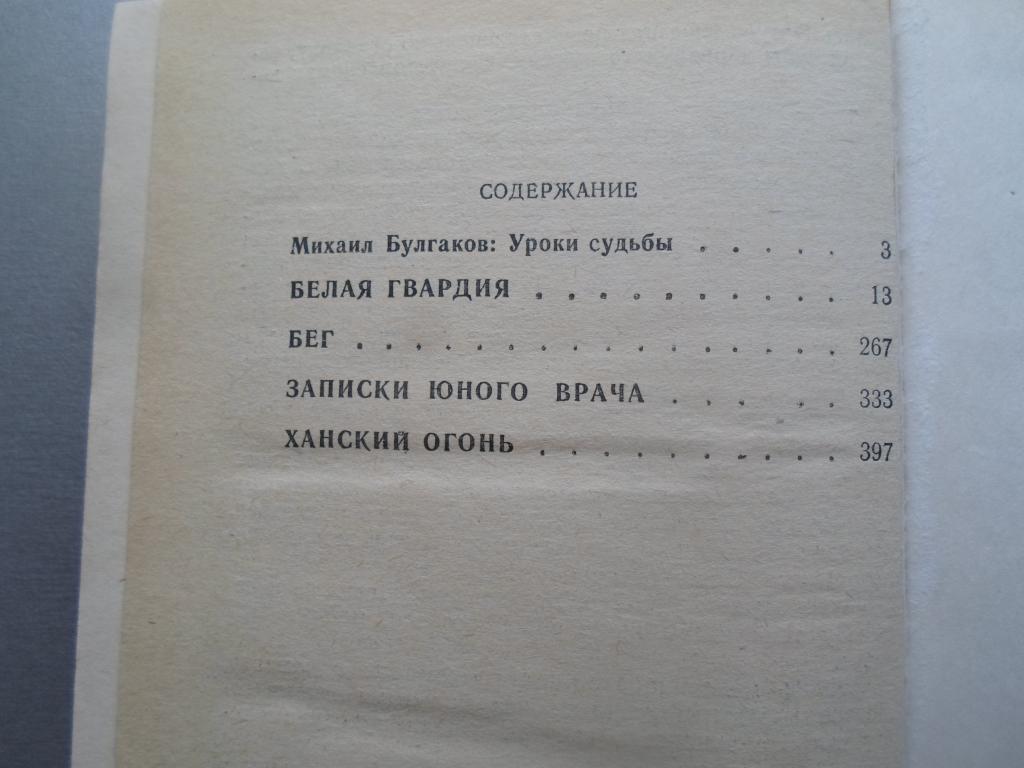 СОДЕРЖАНИЕ
Михаил Булгаков: Уроки судьбы . . . . . 3
БЕЛАЯ ГВАРДИЯ . . . . . . . . . . 13
БЕГ . . . . . . . . . . . . . . . . 267
ЗАПИСКИ ЮНОГО ВРАЧА . . . . . 333
ХАНСКИЙ ОГОНЬ . . . . . . . . . . 397